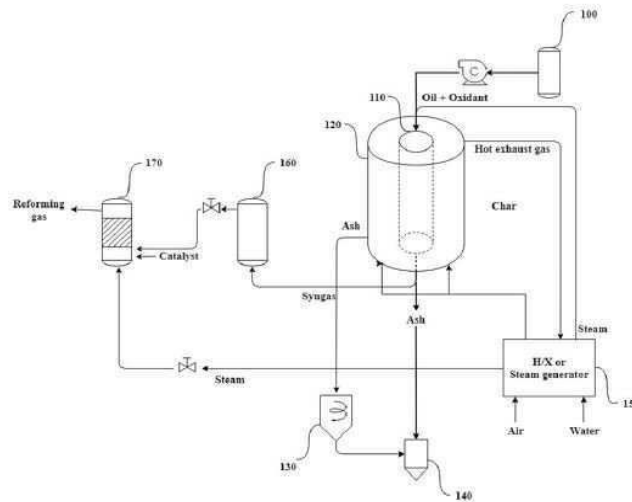 100
C
Oil + Oxidant
110
120
Hot exhaust gas
170
160
Reforming
gas
Ash
Char
Catalyst
Syngas
Ash
Steam
H/X or
Steam generator
Steam
15
Air
Water
130
140